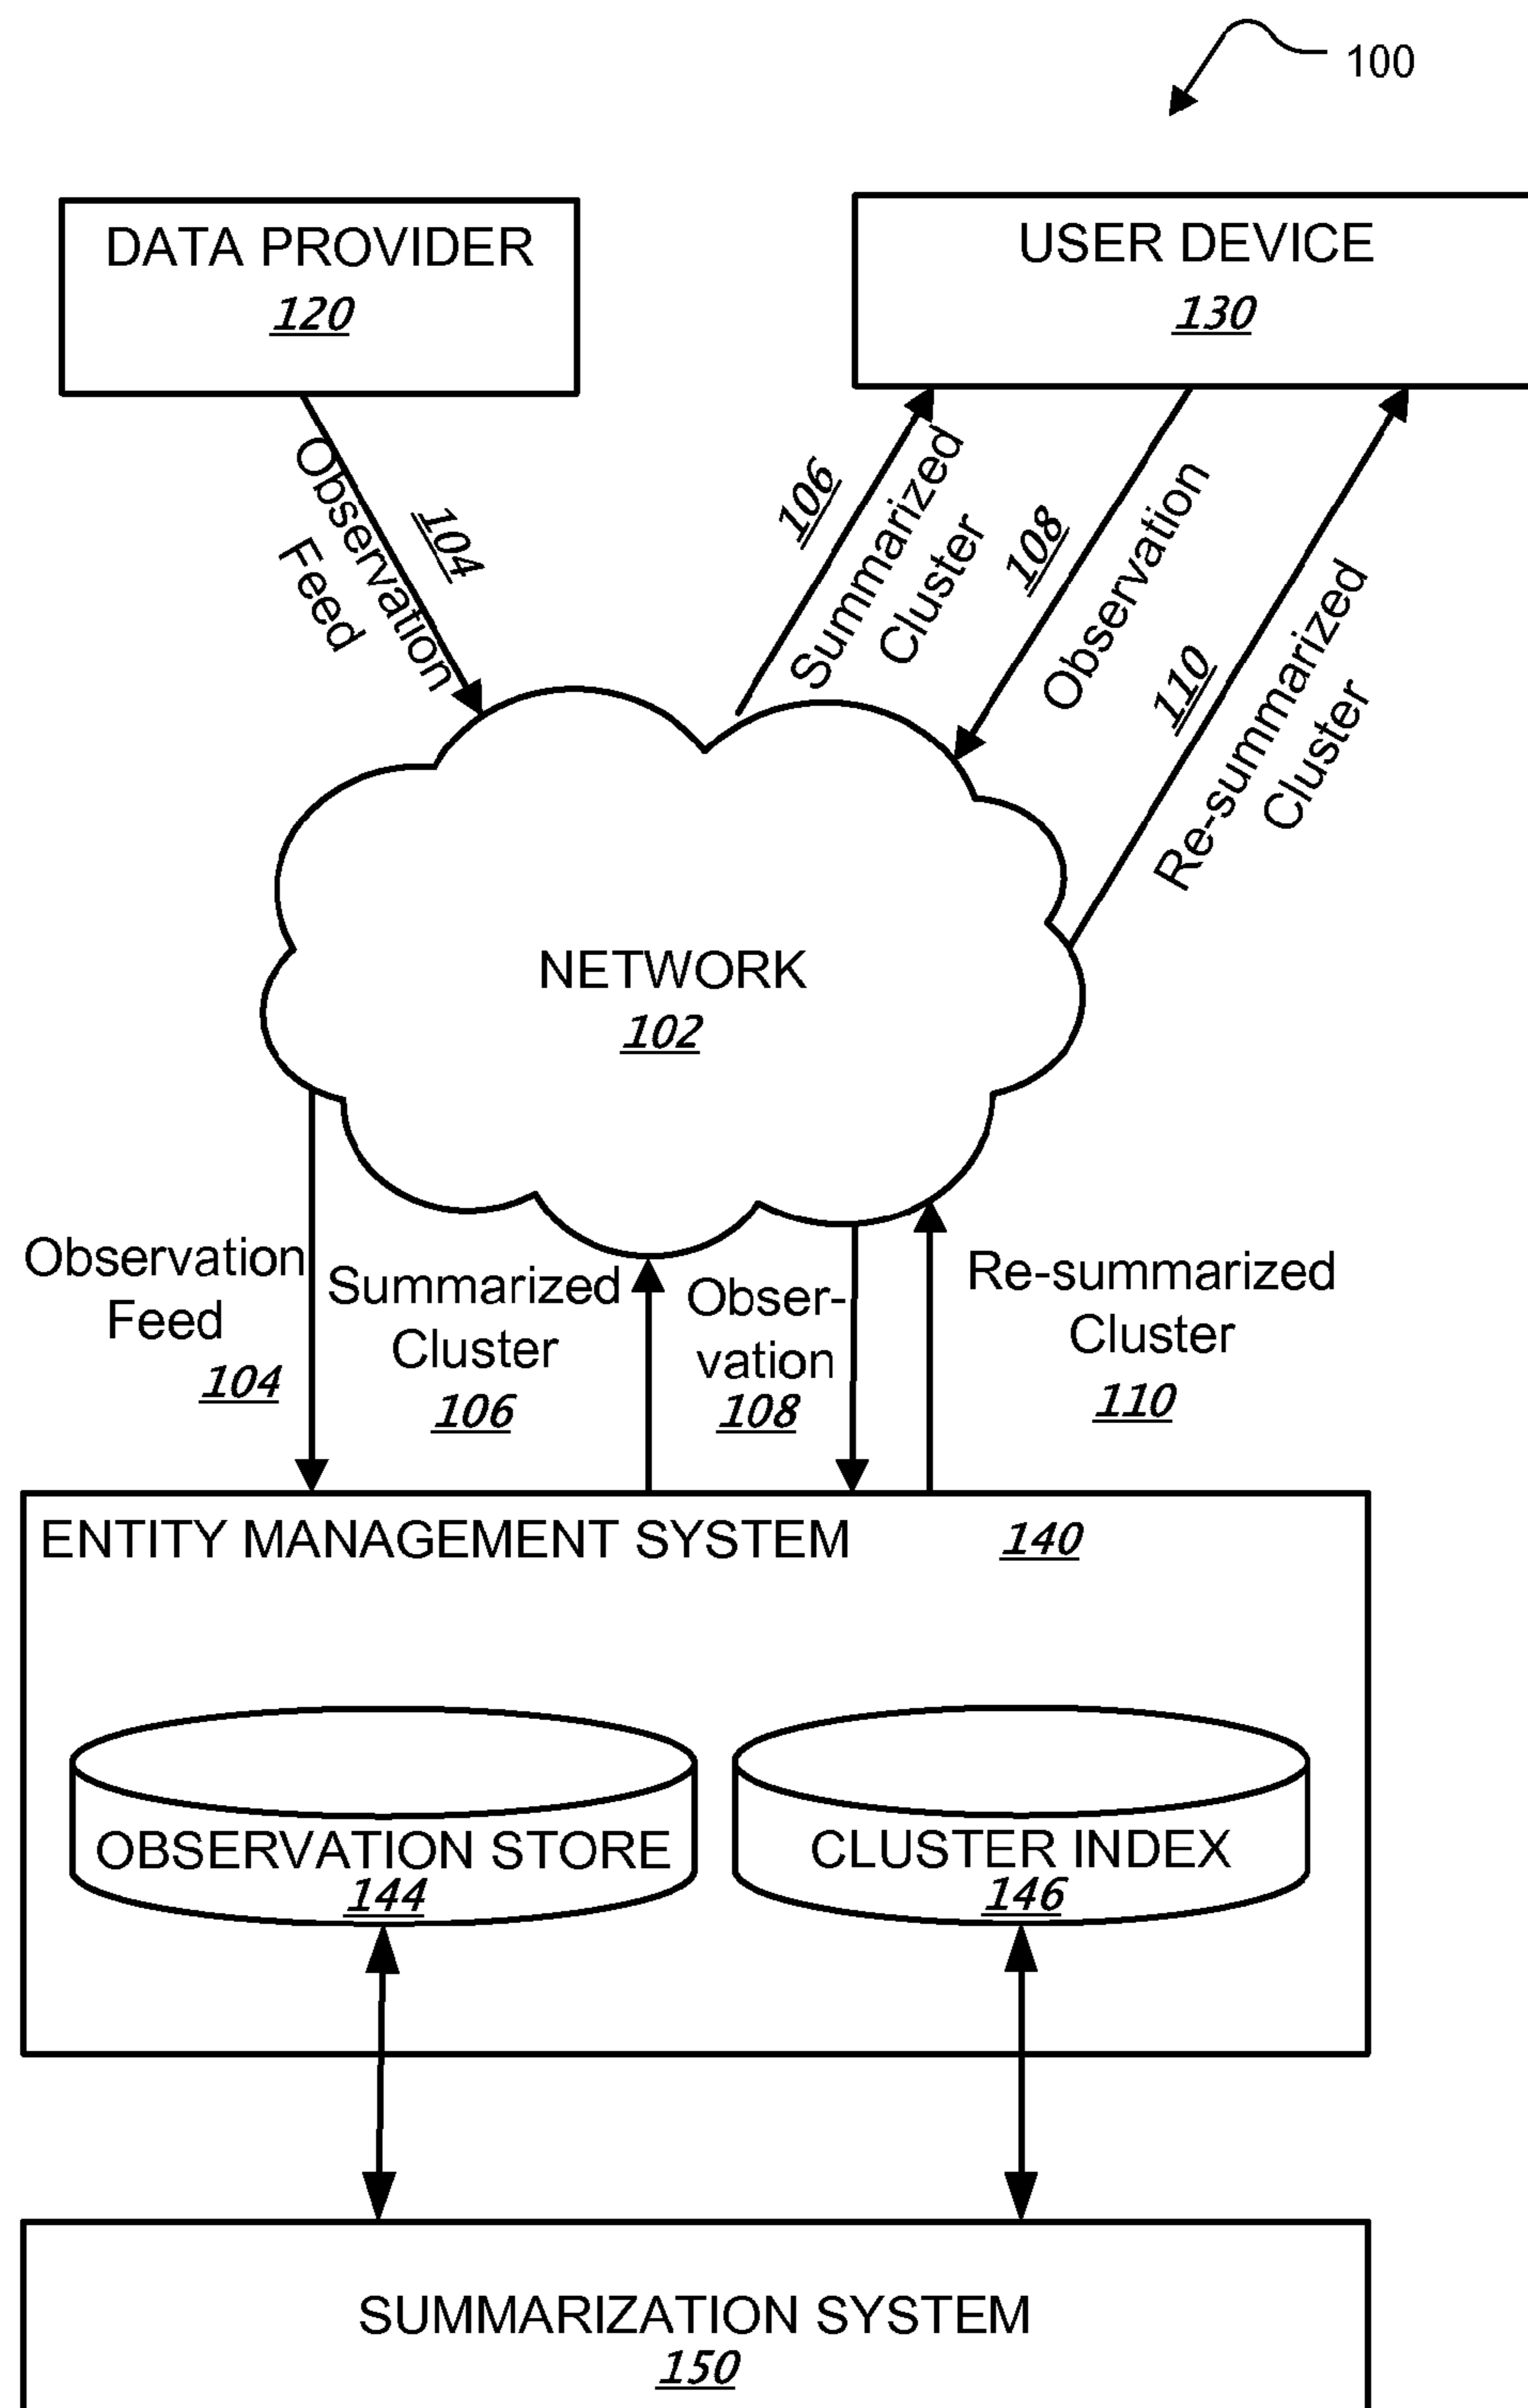 100
DATA PROVIDER
120
USER DEVICE
130
Observation
Feed
104
106
Summarized
Cluster
108
Observation
110
Re-summarized
Cluster
NETWORK
102
Observation
Feed
104
Summarized
Cluster
106
Obser-
vation
108
Re-summarized
Cluster
110
ENTITY MANAGEMENT SYSTEM 140
OBSERVATION STORE
144
CLUSTER INDEX
146
SUMMARIZATION SYSTEM
150